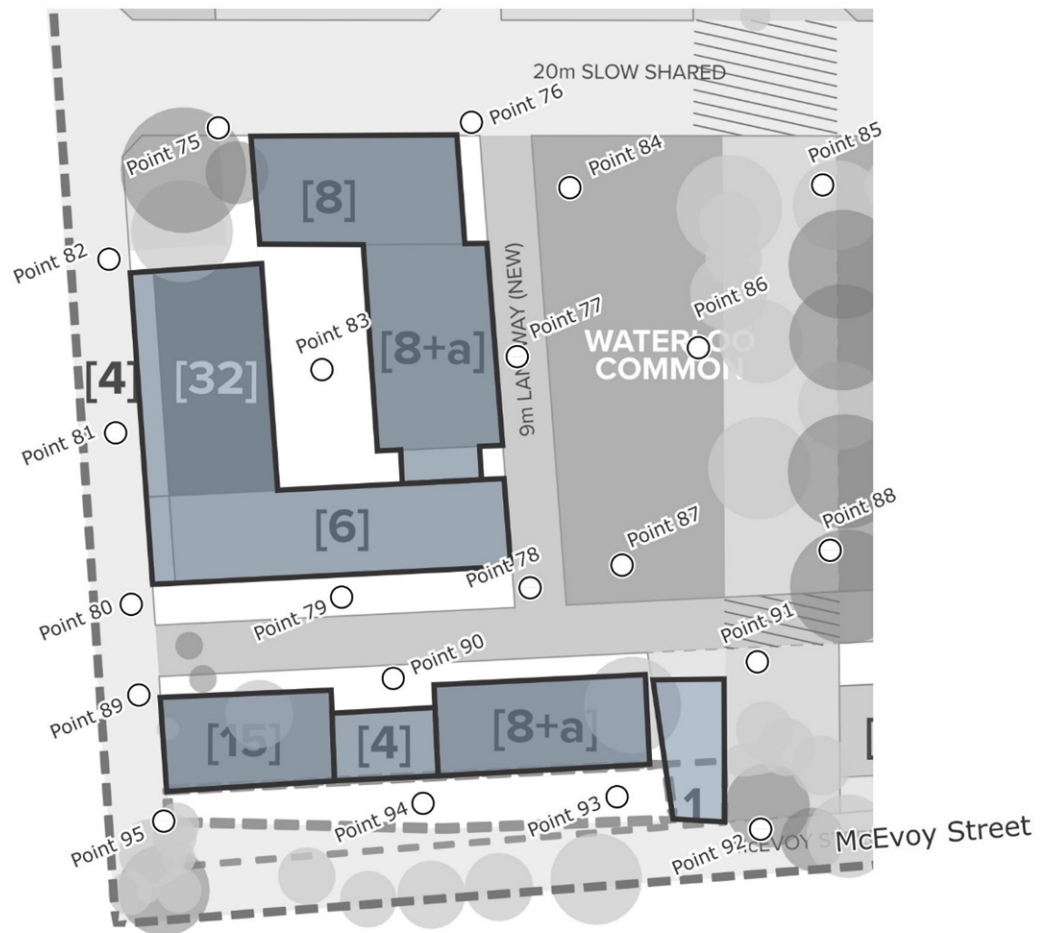 20m SLOW SHARED
Point 76
Point 75
Point 84
Point 85
[8]
Point 82
Point 83
Point 77
Point 86
9m LANEWAY (NEW)
WATERLOO
COMMON
[4]
[32]
[8+a]
Point 81
[6]
Point 87
Point 88
Point 78
Point 80
Point 79
Point 90
Point 91
Point 89
[15]
[4]
[8+a]
1
[
Point 95
Point 94
Point 93
Point 92
McEvoy Street